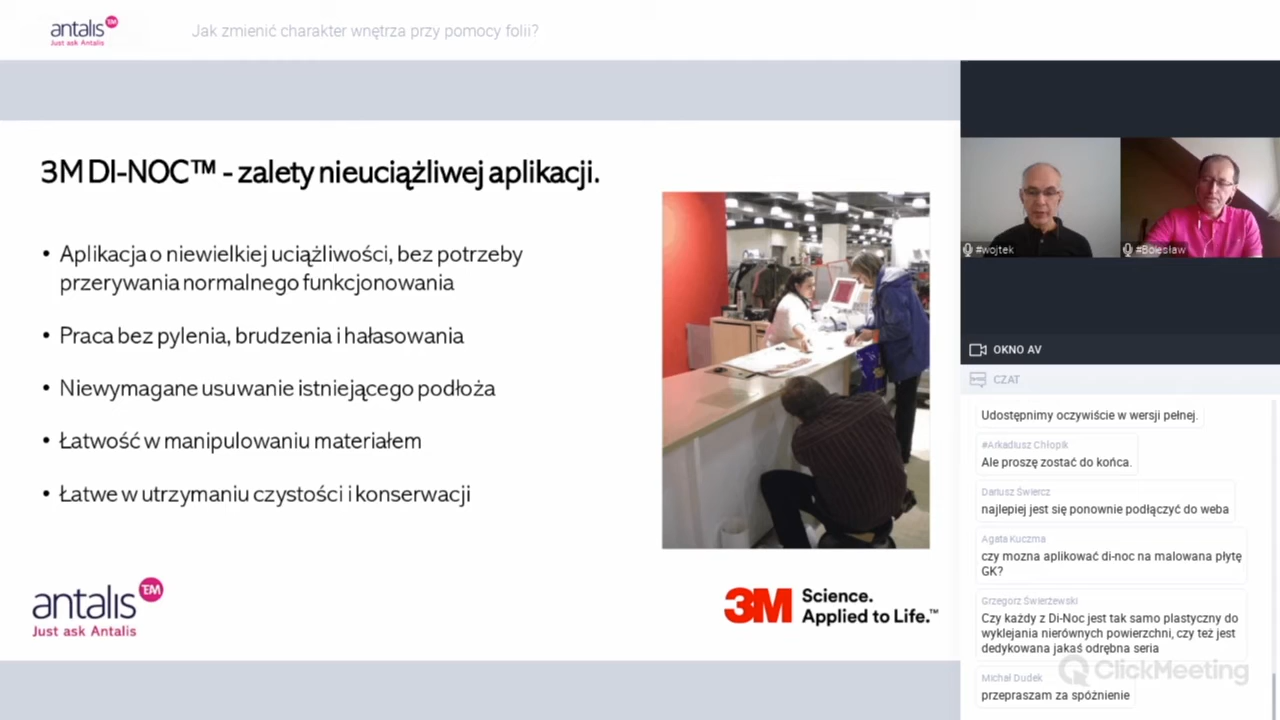 antalis TM
Just ask Antalis
Jak zmienić charakter wnętrza przy pomocy folii?
3M DI-NOC™ - zalety nieuciążliwej aplikacji.
• Aplikacja o niewielkiej uciążliwości, bez potrzeby
przerywania normalnego funkcjonowania
• Praca bez pylenia, brudzenia i hałasowania
• Niewymagane usuwanie istniejącego podłoża
• Łatwość w manipulowaniu materiałem
• Łatwe w utrzymaniu czystości i konserwacji
antalis TM
Just ask Antalis
3M Science.
Applied to Life.™
#wojtek
#Bolesław
OKNO AV
CZAT
Udostępnimy oczywiście w wersji pełnej.
#Arkadiusz Chłopik
Ale proszę zostać do końca.
Dariusz Świercz
najlepiej jest się ponownie podłączyć do weba
Agata Kuczma
czy mozna aplikować di-noc na malowana płytę
GK?
Grzegorz Świerżewski
Czy każdy z Di-Noc jest tak samo plastyczny do
wyklejania nierównych powierzchni, czy też jest
dedykowana jakaś odrębna seria
Michał Dudek
przepraszam za spóźnienie
ClickMeeting